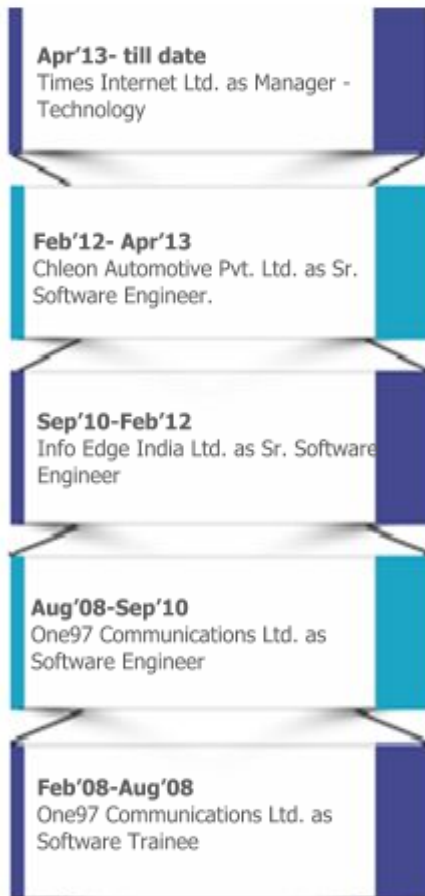 Apr’13- till date
Times Internet Ltd. as Manager -
Technology
Feb’12- Apr’13
Chleon Automotive Pvt. Ltd. as Sr.
Software Engineer.
Sep’10-Feb’12
Info Edge India Ltd. as Sr. Software
Engineer
Aug’08-Sep’10
One97 Communications Ltd. as
Software Engineer
Feb’08-Aug’08
One97 Communications Ltd. as
Software Trainee